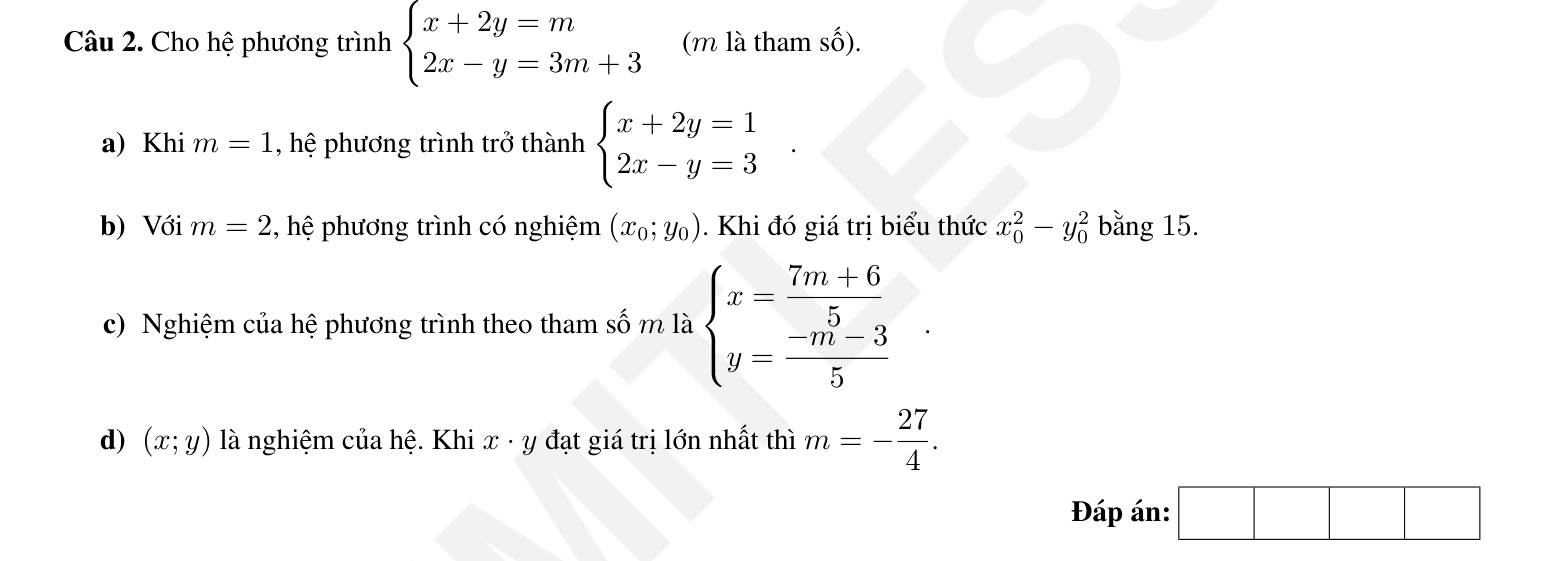 Câu 2. Cho hệ phương trình { x + 2y = m (m là tham số).
2x − y = 3m + 3
a) Khi m = 1, hệ phương trình trở thành { x + 2y = 1 .
2x − y = 3
b) Với m = 2, hệ phương trình có nghiệm (x₀; y₀). Khi đó giá trị biểu thức x₀² − y₀² bằng 15.
c) Nghiệm của hệ phương trình theo tham số m là { x = (7m + 6)/5 .
y = (−m − 3)/5
d) (x; y) là nghiệm của hệ. Khi x · y đạt giá trị lớn nhất thì m = −27/4.
Đáp án: